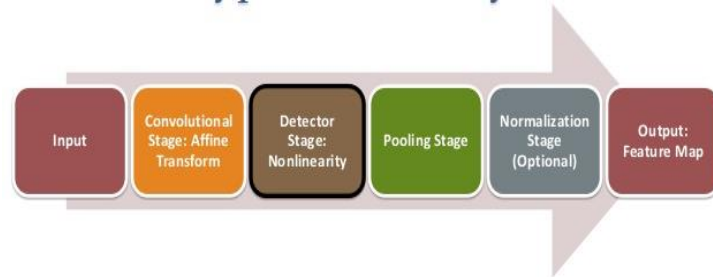 Input
Convolutional
Stage: Affine
Transform
Detector
Stage:
Nonlinearity
Pooling Stage
Normalization
Stage
(Optional)
Output:
Feature Map